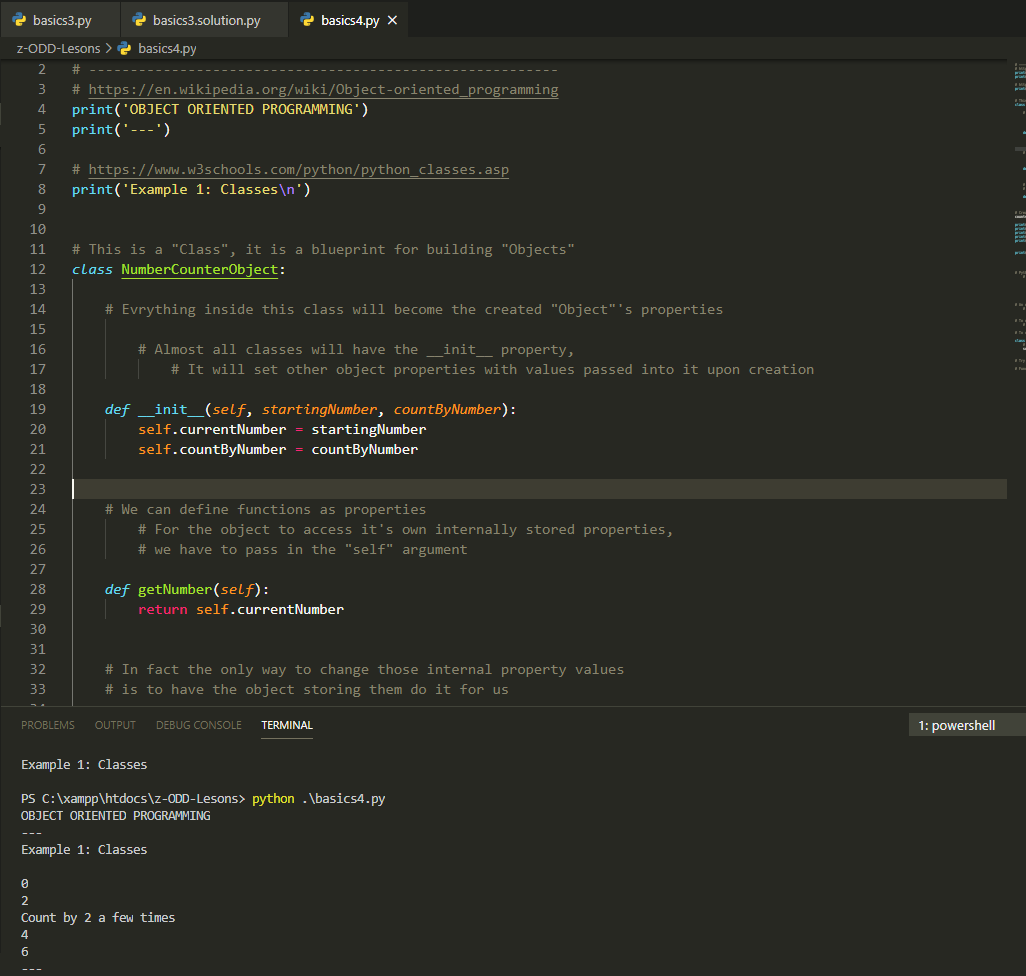 basics3.py
basics3.solution.py
basics4.py
z-ODD-Lesons > basics4.py
2 # ---------------------------------------------------------
3 # https://en.wikipedia.org/wiki/Object-oriented_programming
4 print('OBJECT ORIENTED PROGRAMMING')
5 print('---')
6
7 # https://www.w3schools.com/python/python_classes.asp
8 print('Example 1: Classes\n')
9
10
11 # This is a "Class", it is a blueprint for building "Objects"
12 class NumberCounterObject:
13
14 # Evrything inside this class will become the created "Object"'s properties
15
16 # Almost all classes will have the __init__ property,
17 # It will set other object properties with values passed into it upon creation
18
19 def __init__(self, startingNumber, countByNumber):
20 self.currentNumber = startingNumber
21 self.countByNumber = countByNumber
22
23
24 # We can define functions as properties
25 # For the object to access it's own internally stored properties,
26 # we have to pass in the "self" argument
27
28 def getNumber(self):
29 return self.currentNumber
30
31
32 # In fact the only way to change those internal property values
33 # is to have the object storing them do it for us
PROBLEMS OUTPUT DEBUG CONSOLE TERMINAL 1: powershell
Example 1: Classes
PS C:\xampp\htdocs\z-ODD-Lesons> python .\basics4.py
OBJECT ORIENTED PROGRAMMING
---
Example 1: Classes
0
2
Count by 2 a few times
4
6
---